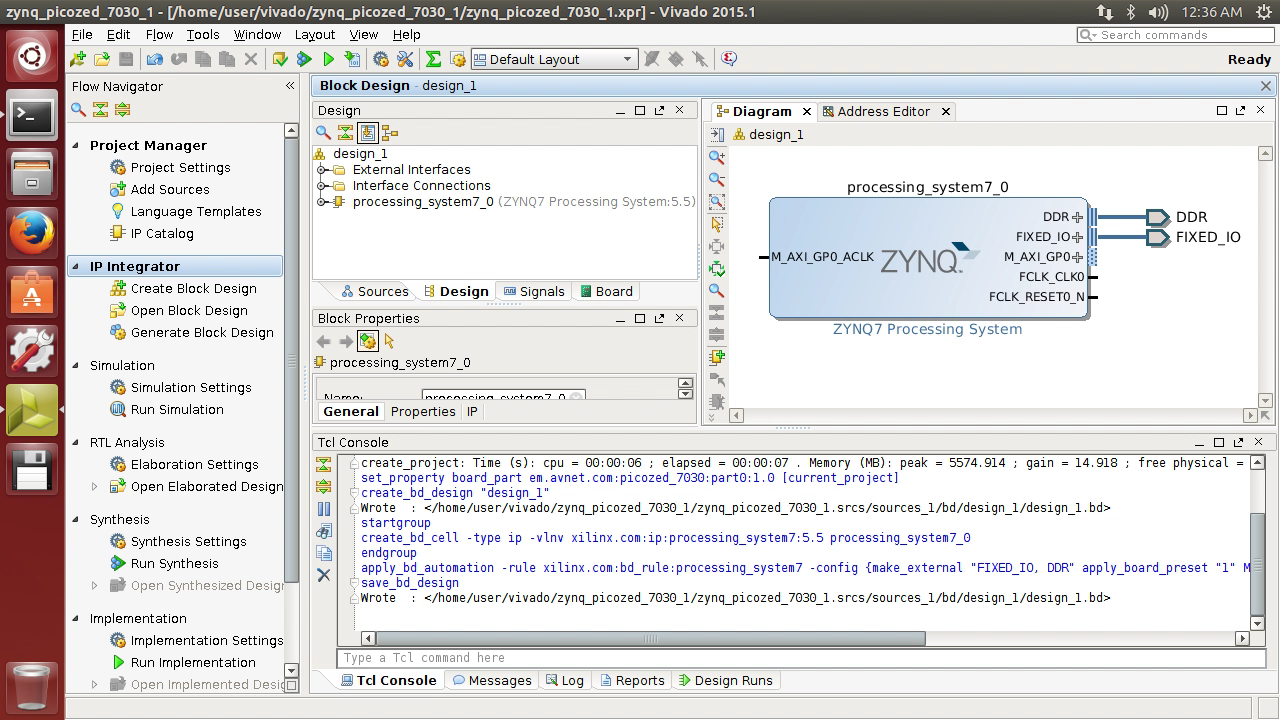 zynq_picozed_7030_1 - [/home/user/vivado/zynq_picozed_7030_1/zynq_picozed_7030_1.xpr] - Vivado 2015.1
12:36 AM
File Edit Flow Tools Window Layout View Help
Search commands
Default Layout
Ready
Flow Navigator
Project Manager
Project Settings
Add Sources
Language Templates
IP Catalog
IP Integrator
Create Block Design
Open Block Design
Generate Block Design
Simulation
Simulation Settings
Run Simulation
RTL Analysis
Elaboration Settings
Open Elaborated Design
Synthesis
Synthesis Settings
Run Synthesis
Open Synthesized Desig
Implementation
Implementation Settings
Run Implementation
Open Implemented Desig
Block Design - design_1
Design
design_1
External Interfaces
Interface Connections
processing_system7_0 (ZYNQ7 Processing System:5.5)
Sources Design Signals Board
Block Properties
processing_system7_0
Name: processing_system7_0
General Properties IP
Diagram Address Editor
design_1
processing_system7_0
DDR
FIXED_IO
M_AXI_GP0
FCLK_CLK0
FCLK_RESET0_N
M_AXI_GP0_ACLK
ZYNQ
DDR
FIXED_IO
ZYNQ7 Processing System
Tcl Console
create_project: Time (s): cpu = 00:00:06 ; elapsed = 00:00:07 . Memory (MB): peak = 5574.914 ; gain = 14.918 ; free physical =
set_property board_part em.avnet.com:picozed_7030:part0:1.0 [current_project]
create_bd_design "design_1"
Wrote : </home/user/vivado/zynq_picozed_7030_1/zynq_picozed_7030_1.srcs/sources_1/bd/design_1/design_1.bd>
startgroup
create_bd_cell -type ip -vlnv xilinx.com:ip:processing_system7:5.5 processing_system7_0
endgroup
apply_bd_automation -rule xilinx.com:bd_rule:processing_system7 -config {make_external "FIXED_IO, DDR" apply_board_preset "1" M
save_bd_design
Wrote : </home/user/vivado/zynq_picozed_7030_1/zynq_picozed_7030_1.srcs/sources_1/bd/design_1/design_1.bd>
Type a Tcl command here
Tcl Console Messages Log Reports Design Runs